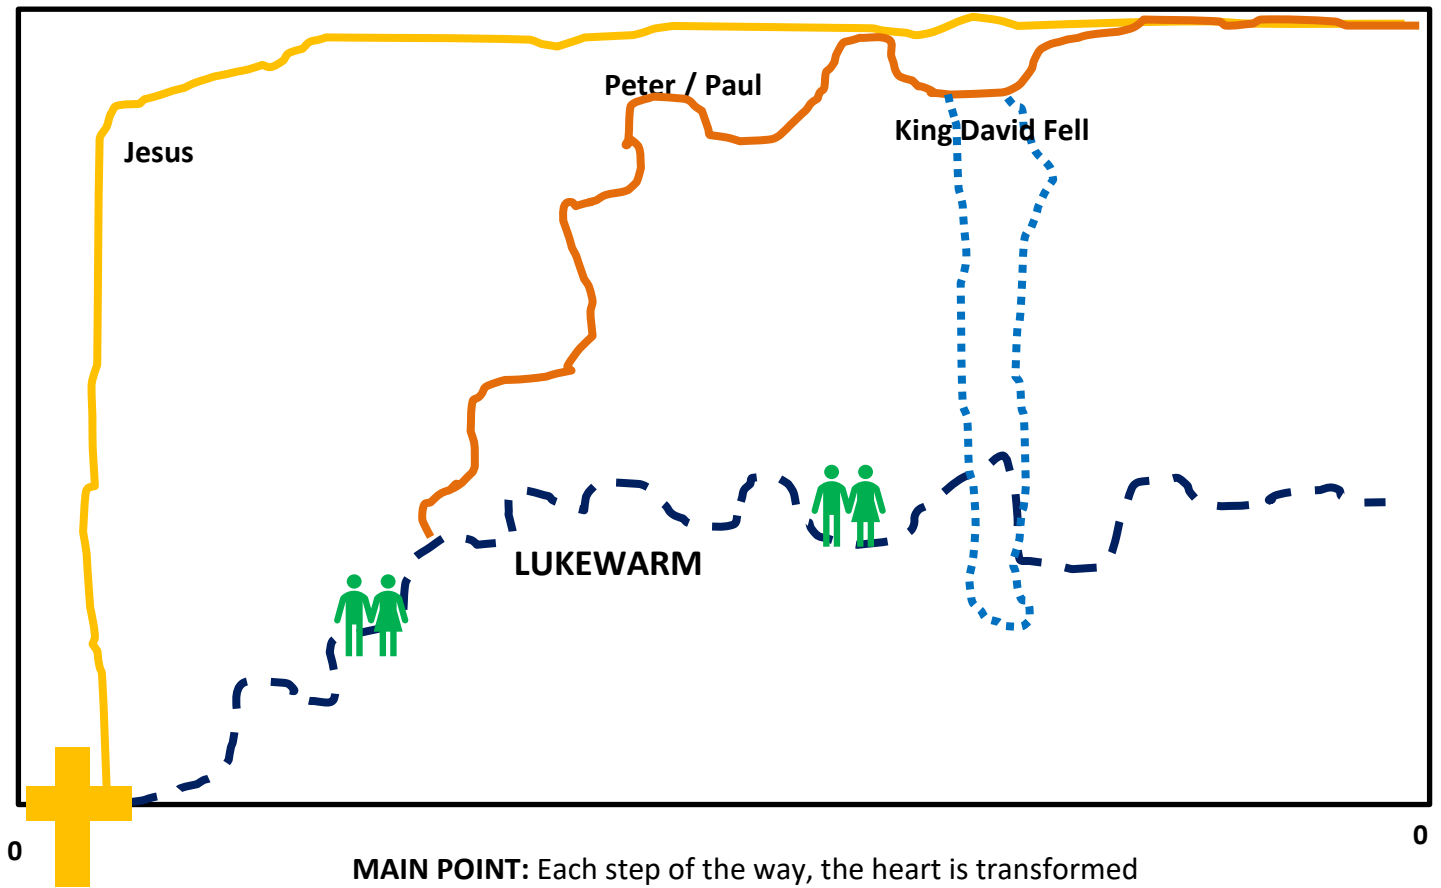 Peter / Paul
King David Fell
Jesus
LUKEWARM
0
0
MAIN POINT: Each step of the way, the heart is transformed